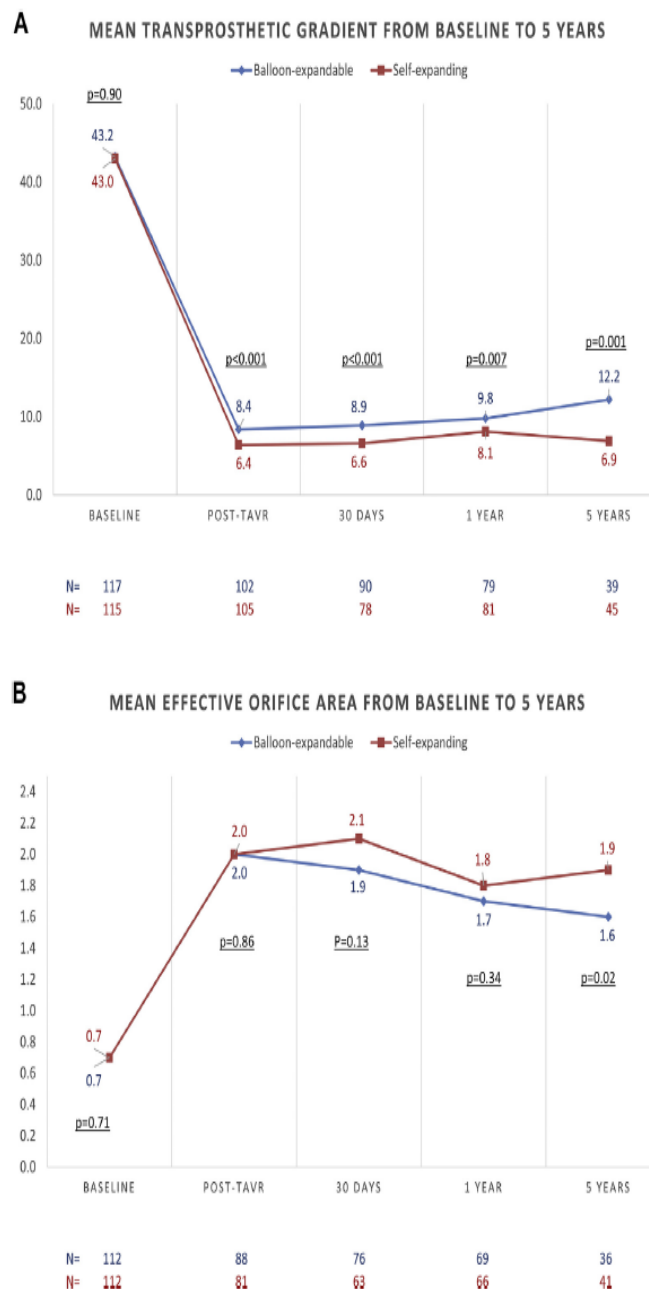 A
MEAN TRANSPROSTHETIC GRADIENT FROM BASELINE TO 5 YEARS
Balloon-expandable Self-expanding
p=0.90
50.0
43.2
40.0
43.0
30.0
20.0
p<0.001 p<0.001 p=0.007 p=0.001
8.4 8.9 9.8 12.2
10.0
6.4 6.6 8.1 6.9
0.0
BASELINE POST-TAVR 30 DAYS 1 YEAR 5 YEARS
N= 117 102 90 79 39
N= 115 105 78 81 45
B
MEAN EFFECTIVE ORIFICE AREA FROM BASELINE TO 5 YEARS
Balloon-expandable Self-expanding
2.4
2.2
2.0 2.1 1.8 1.9
2.0
2.0 1.9 1.7 1.6
1.8
1.6
p=0.86 P=0.13 p=0.34 p=0.02
1.4
1.2
1.0
0.8
0.7
0.6
0.7
0.4
p=0.71
0.2
0.0
BASELINE POST-TAVR 30 DAYS 1 YEAR 5 YEARS
N= 112 88 76 69 36
N= 112 81 63 66 41